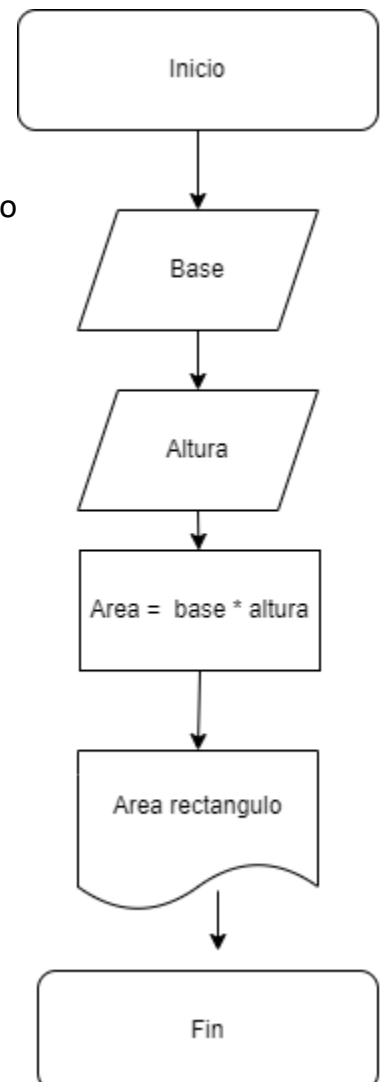 Inicio
o
Base
Altura
Area = base * altura
Area rectangulo
Fin